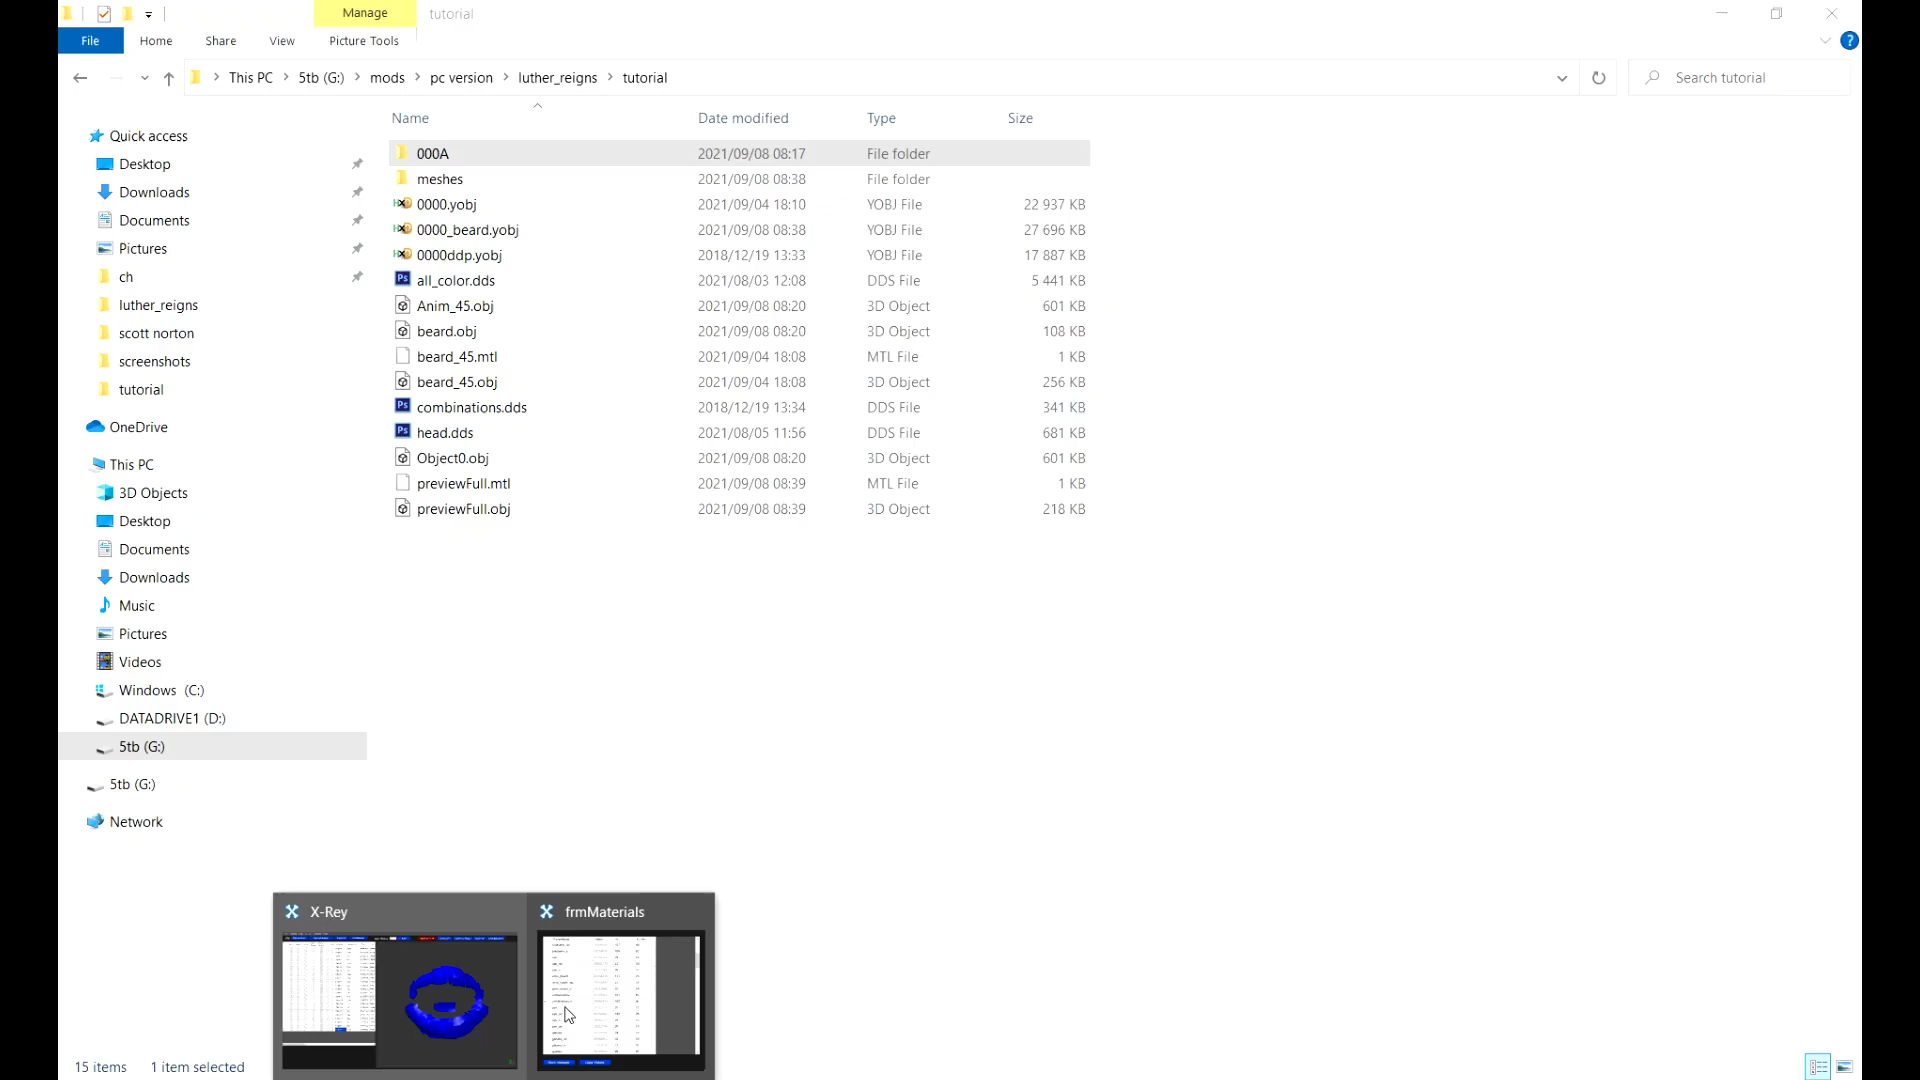 Manage
tutorial
File
Home
Share
View
Picture Tools
This PC
5tb (G:)
mods
pc version
luther_reigns
tutorial
Search tutorial
Name
Date modified
Type
Size
000A 2021/09/08 08:17 File folder
meshes 2021/09/08 08:38 File folder
0000.yobj 2021/09/04 18:10 YOBJ File 22 937 KB
0000_beard.yobj 2021/09/08 08:38 YOBJ File 27 696 KB
0000ddp.yobj 2018/12/19 13:33 YOBJ File 17 887 KB
all_color.dds 2021/08/03 12:08 DDS File 5 441 KB
Anim_45.obj 2021/09/08 08:20 3D Object 601 KB
beard.obj 2021/09/08 08:20 3D Object 108 KB
beard_45.mtl 2021/09/04 18:08 MTL File 1 KB
beard_45.obj 2021/09/04 18:08 3D Object 256 KB
combinations.dds 2018/12/19 13:34 DDS File 341 KB
head.dds 2021/08/05 11:56 DDS File 681 KB
Object0.obj 2021/09/08 08:20 3D Object 601 KB
previewFull.mtl 2021/09/08 08:39 MTL File 1 KB
previewFull.obj 2021/09/08 08:39 3D Object 218 KB
Quick access
Desktop
Downloads
Documents
Pictures
ch
luther_reigns
scott norton
screenshots
tutorial
OneDrive
This PC
3D Objects
Desktop
Documents
Downloads
Music
Pictures
Videos
Windows (C:)
DATADRIVE1 (D:)
5tb (G:)
5tb (G:)
Network
X-Rey
frmMaterials
15 items
1 item selected